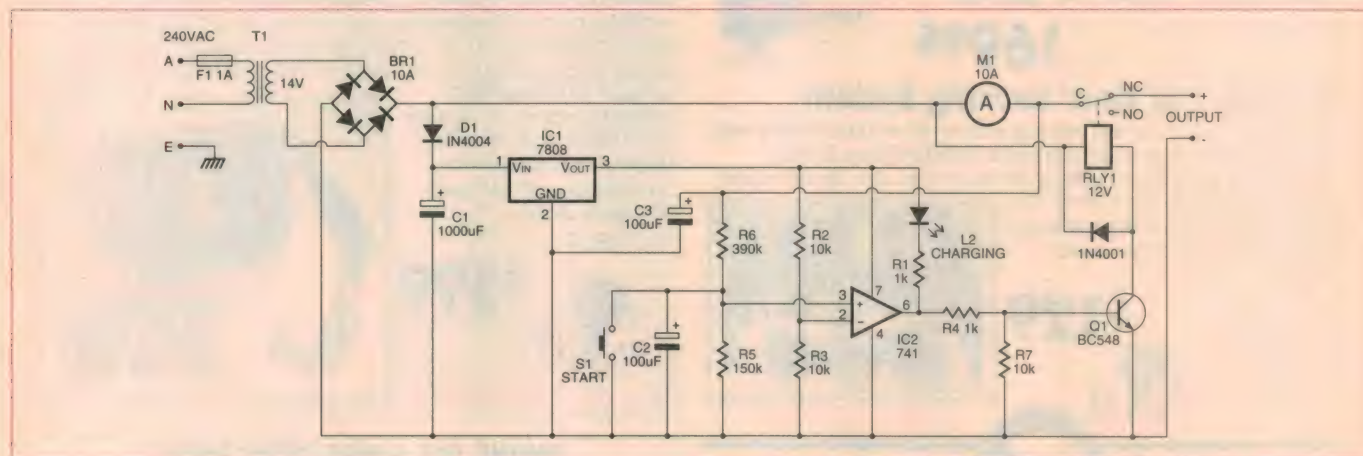 240VAC
T1
A
F1 1A
14V
N
E
BR1
10A
D1
IN4004
IC1
7808
1
VIN
VOUT
3
GND
2
C1
1000uF
C3
100uF
+
+
R6
390k
R2
10k
L2
CHARGING
R1
1k
M1
10A
A
C
NC
NO
+
OUTPUT
-
RLY1
12V
1N4001
S1
START
C2
100uF
+
R5
150k
R3
10k
3
2
+
-
7
6
4
IC2
741
R4 1k
R7
10k
Q1
BC548